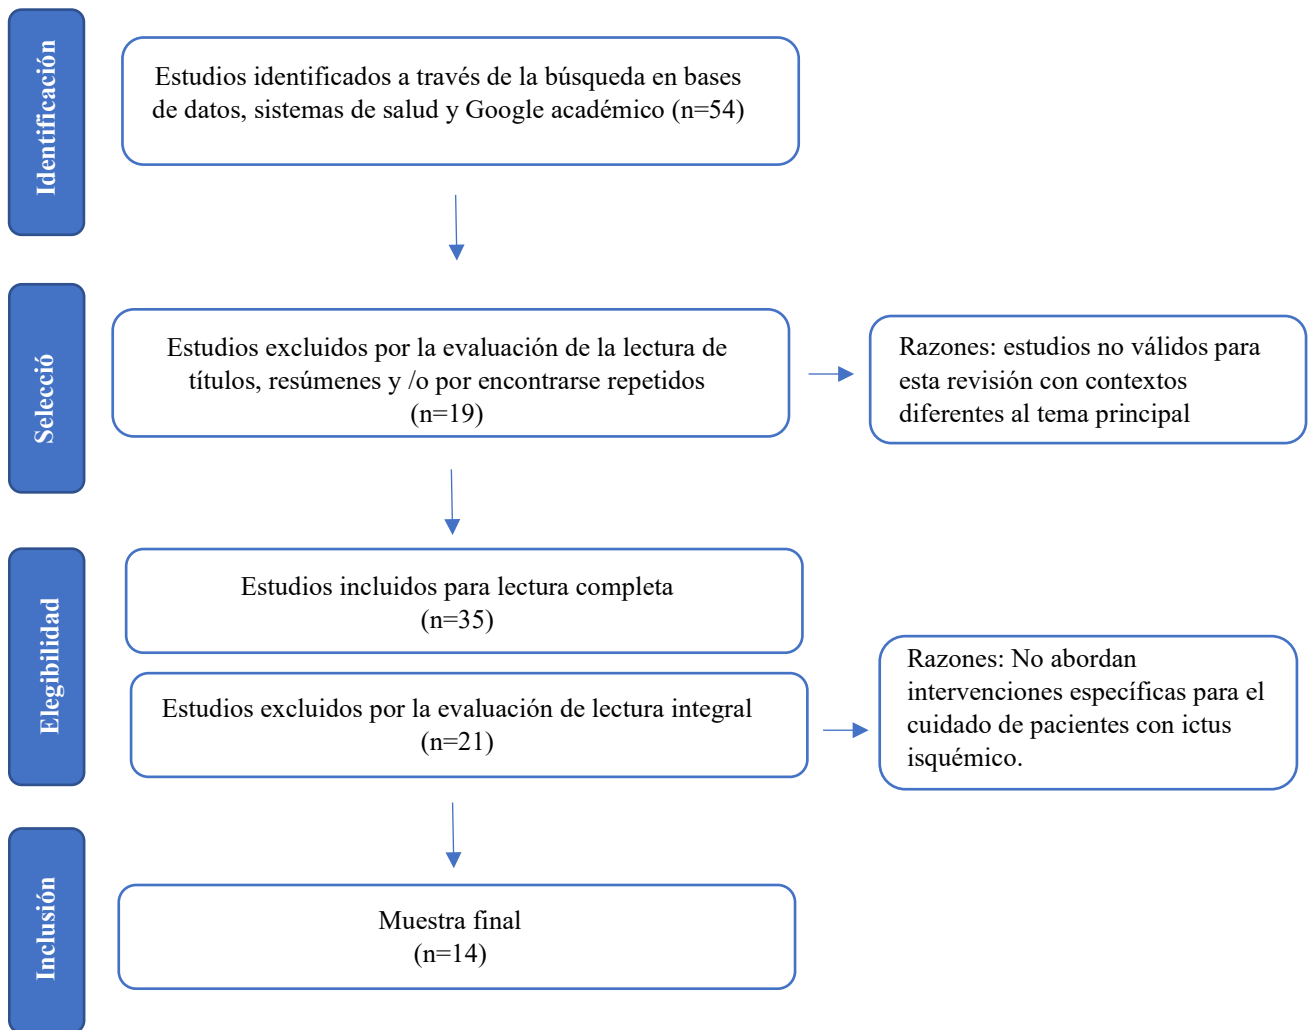 Identificación
Estudios identificados a través de la búsqueda en bases
de datos, sistemas de salud y Google académico (n=54)
Selecció
Estudios excluidos por la evaluación de la lectura de
títulos, resúmenes y /o por encontrarse repetidos
(n=19)
Razones: estudios no válidos para
esta revisión con contextos
diferentes al tema principal
Elegibilidad
Estudios incluidos para lectura completa
(n=35)
Estudios excluidos por la evaluación de lectura integral
(n=21)
Razones: No abordan
intervenciones específicas para el
cuidado de pacientes con ictus
isquémico.
Inclusión
Muestra final
(n=14)